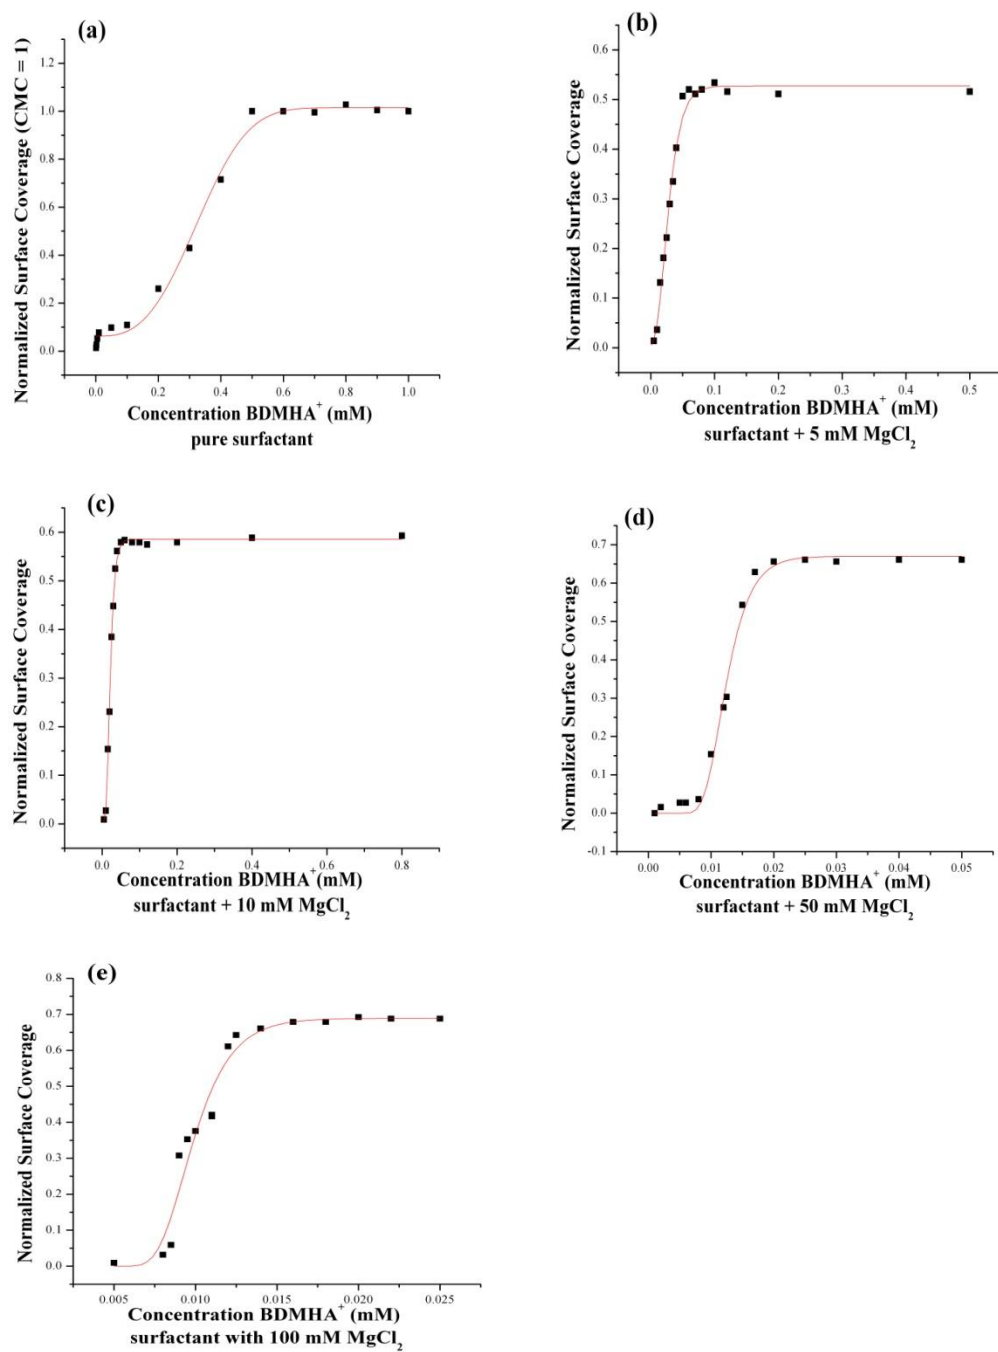 (a)
Normalized Surface Coverage (CMC = 1)
1.2
1.0
0.8
0.6
0.4
0.2
0.0
0.0 0.2 0.4 0.6 0.8 1.0
Concentration BDMHA⁺ (mM)
pure surfactant
(b)
Normalized Surface Coverage
0.6
0.5
0.4
0.3
0.2
0.1
0.0
0.0 0.1 0.2 0.3 0.4 0.5
Concentration BDMHA⁺ (mM)
surfactant + 5 mM MgCl₂
(c)
Normalized Surface Coverage
0.6
0.5
0.4
0.3
0.2
0.1
0.0
0.0 0.2 0.4 0.6 0.8
Concentration BDMHA⁺(mM)
surfactant + 10 mM MgCl₂
(d)
Normalized Surface Coverage
0.7
0.6
0.5
0.4
0.3
0.2
0.1
0.0
-0.1
0.00 0.01 0.02 0.03 0.04 0.05
Concentration BDMHA⁺ (mM)
surfactant + 50 mM MgCl₂
(e)
Normalized Surface Coverage
0.8
0.7
0.6
0.5
0.4
0.3
0.2
0.1
0.0
0.005 0.010 0.015 0.020 0.025
Concentration BDMHA⁺ (mM)
surfactant with 100 mM MgCl₂